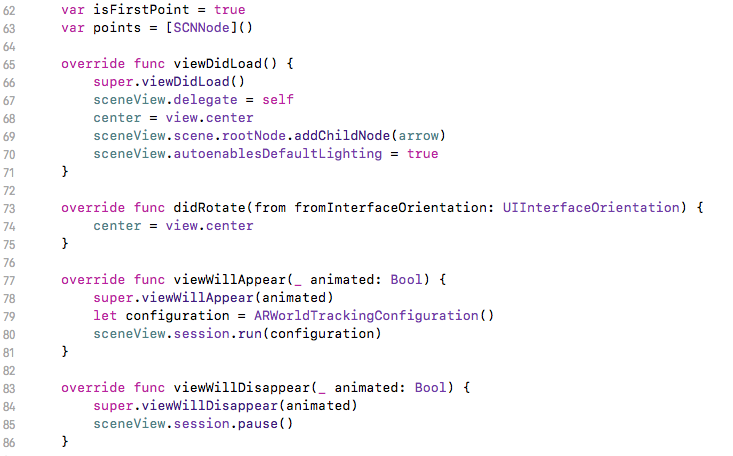 62 var isFirstPoint = true
63 var points = [SCNNode]()
64
65 override func viewDidLoad() {
66 super.viewDidLoad()
67 sceneView.delegate = self
68 center = view.center
69 sceneView.scene.rootNode.addChildNode(arrow)
70 sceneView.autoenablesDefaultLighting = true
71 }
72
73 override func didRotate(from fromInterfaceOrientation: UIInterfaceOrientation) {
74 center = view.center
75 }
76
77 override func viewWillAppear(_ animated: Bool) {
78 super.viewWillAppear(animated)
79 let configuration = ARWorldTrackingConfiguration()
80 sceneView.session.run(configuration)
81 }
82
83 override func viewWillDisappear(_ animated: Bool) {
84 super.viewWillDisappear(animated)
85 sceneView.session.pause()
86 }